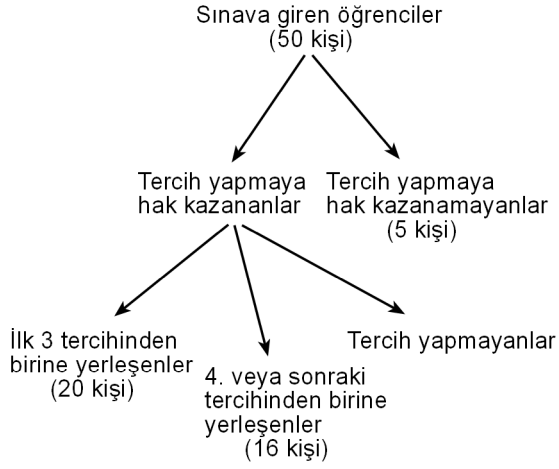 Sınava giren öğrenciler
(50 kişi)
Tercih yapmaya
hak kazananlar
Tercih yapmaya
hak kazanamayanlar
(5 kişi)
İlk 3 tercihinden
birine yerleşenler
(20 kişi)
4. veya sonraki
tercihinden birine
yerleşenler
(16 kişi)
Tercih yapmayanlar